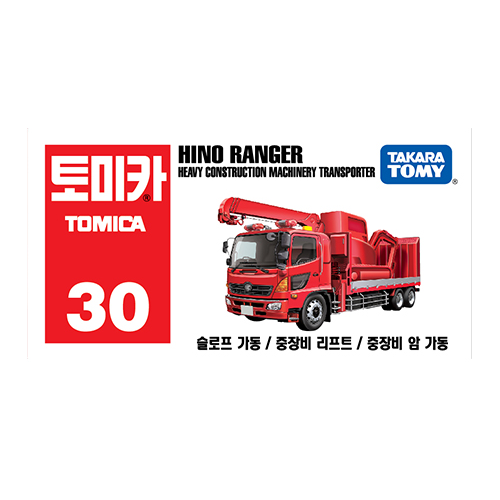 토미카®
TOMICA
30
HINO RANGER
HEAVY CONSTRUCTION MACHINERY TRANSPORTER
TAKARA
TOMY®
슬로프 가동 / 중장비 리프트 / 중장비 암 가동